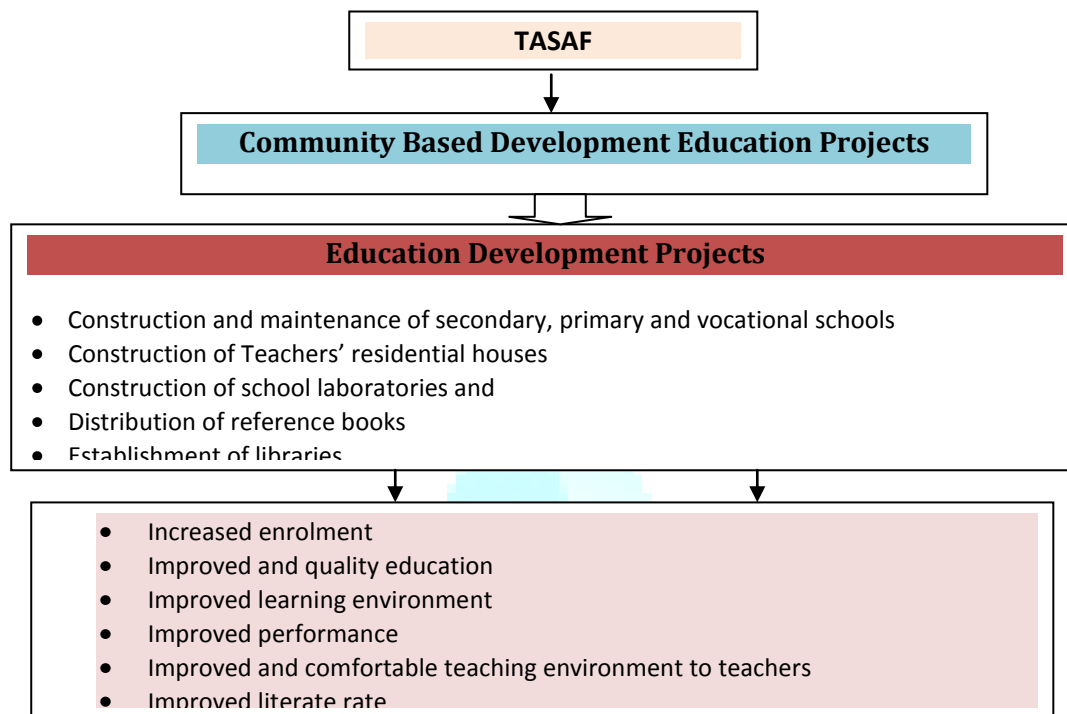 TASAF
Community Based Development Education Projects
Education Development Projects
• Construction and maintenance of secondary, primary and vocational schools
• Construction of Teachers’ residential houses
• Construction of school laboratories and
• Distribution of reference books
• Establishment of libraries
• Increased enrolment
• Improved and quality education
• Improved learning environment
• Improved performance
• Improved and comfortable teaching environment to teachers
• Improved literate rate